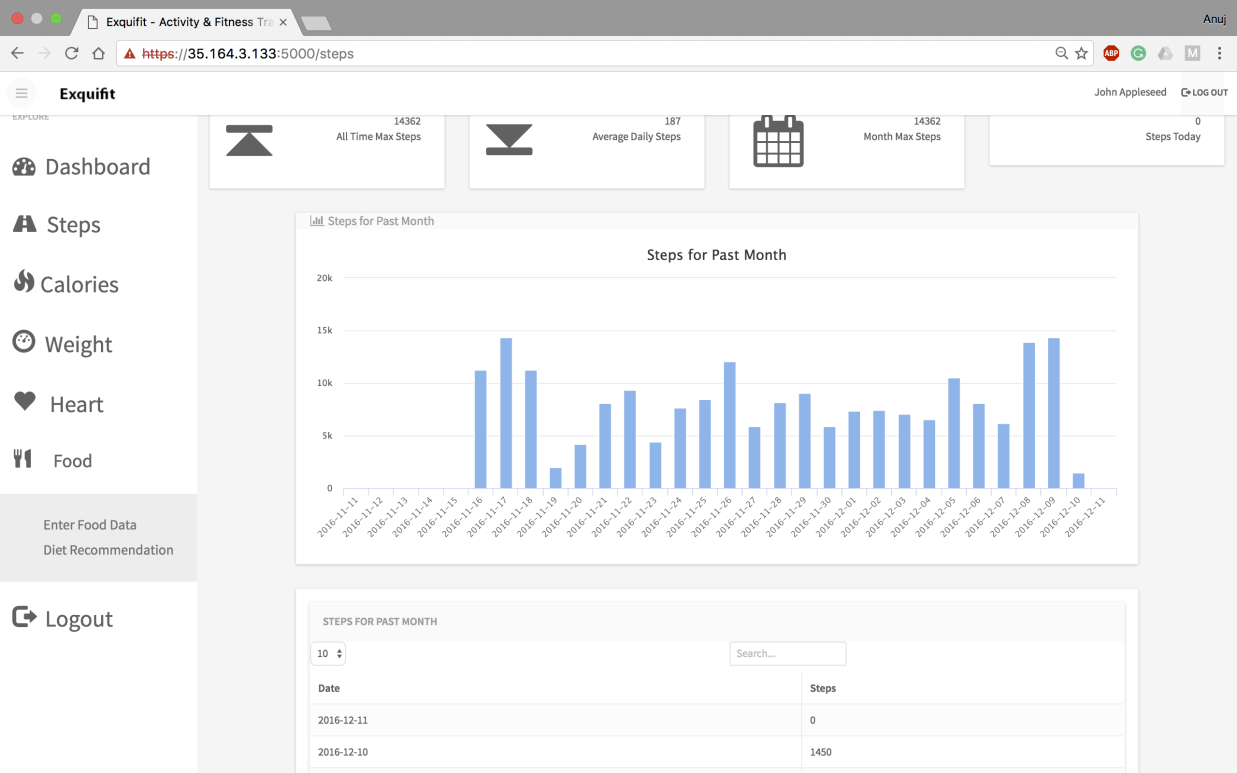 Exquifit - Activity & Fitness Tra
Anuj
https://35.164.3.133:5000/steps
ABP
G
M
Exquifit
John Appleseed
LOG OUT
EXPLORE
Dashboard
Steps
Calories
Weight
Heart
Food
Enter Food Data
Diet Recommendation
Logout
14362
All Time Max Steps
187
Average Daily Steps
14362
Month Max Steps
0
Steps Today
Steps for Past Month
Steps for Past Month
20k
15k
10k
5k
0
2016-11-11
2016-11-12
2016-11-13
2016-11-14
2016-11-15
2016-11-16
2016-11-17
2016-11-18
2016-11-19
2016-11-20
2016-11-21
2016-11-22
2016-11-23
2016-11-24
2016-11-25
2016-11-26
2016-11-27
2016-11-28
2016-11-29
2016-11-30
2016-12-01
2016-12-02
2016-12-03
2016-12-04
2016-12-05
2016-12-06
2016-12-07
2016-12-08
2016-12-09
2016-12-10
2016-12-11
STEPS FOR PAST MONTH
10
Search...
Date Steps
2016-12-11 0
2016-12-10 1450